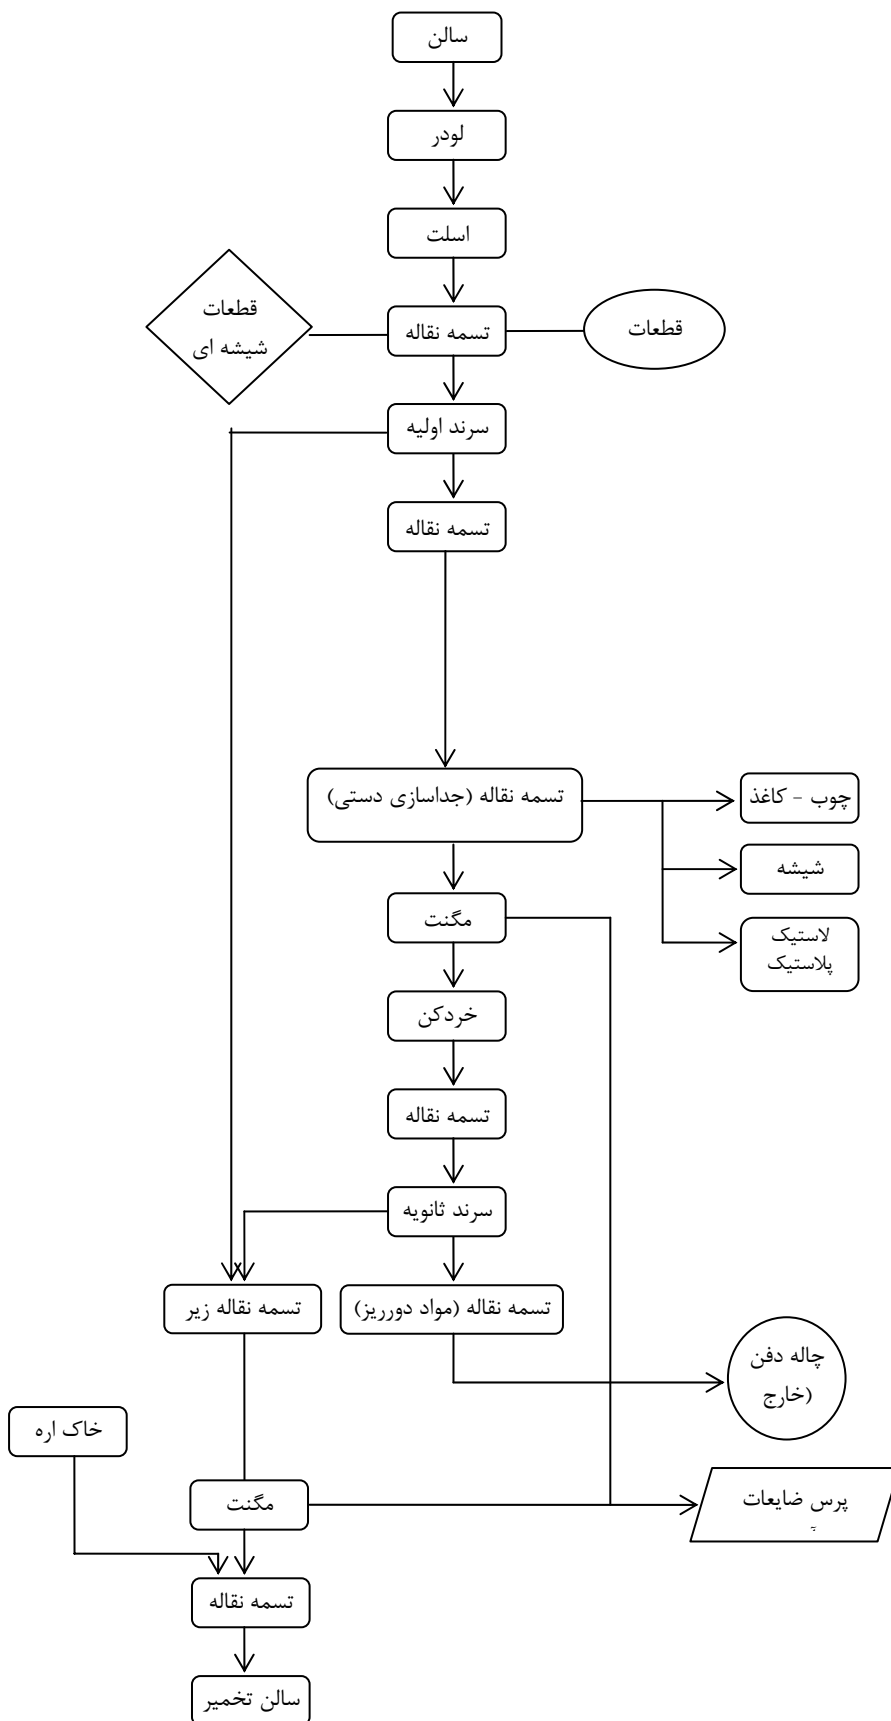 سالن
لودر
اسلت
قطعات
شیشه ای
تسمه نقاله
قطعات
سرند اولیه
تسمه نقاله
تسمه نقاله (جداسازی دستی)
چوب - کاغذ
شیشه
لاستیک
پلاستیک
مگنت
خردکن
تسمه نقاله
سرند ثانویه
تسمه نقاله زیر
تسمه نقاله (مواد دورریز)
چاله دفن
(خارج
خاک اره
مگنت
پرس ضایعات
تسمه نقاله
سالن تخمیر